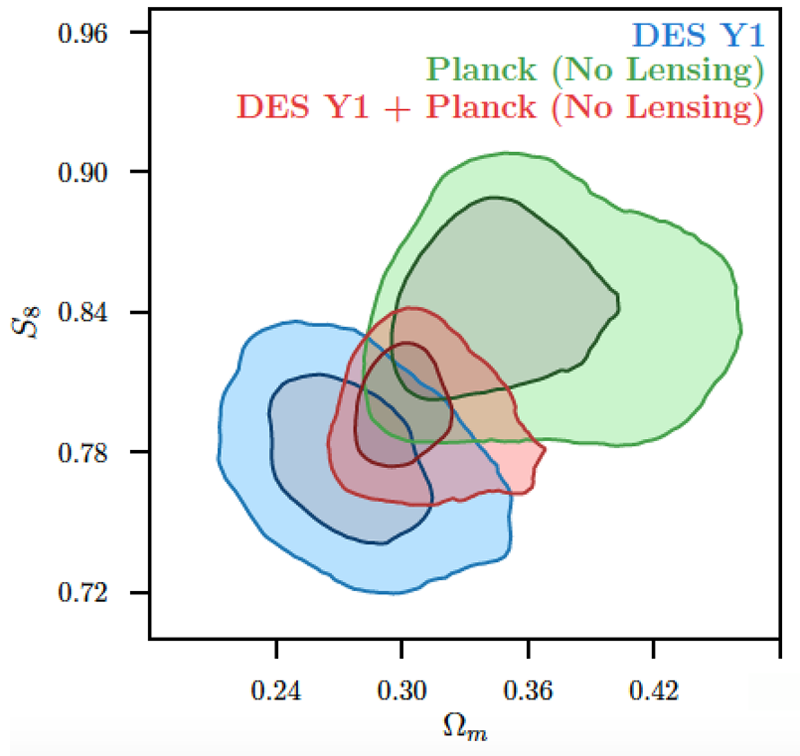 DES Y1
Planck (No Lensing)
DES Y1 + Planck (No Lensing)
0.96
0.90
0.84
0.78
0.72
S₈
0.24 0.30 0.36 0.42
Ωₘ